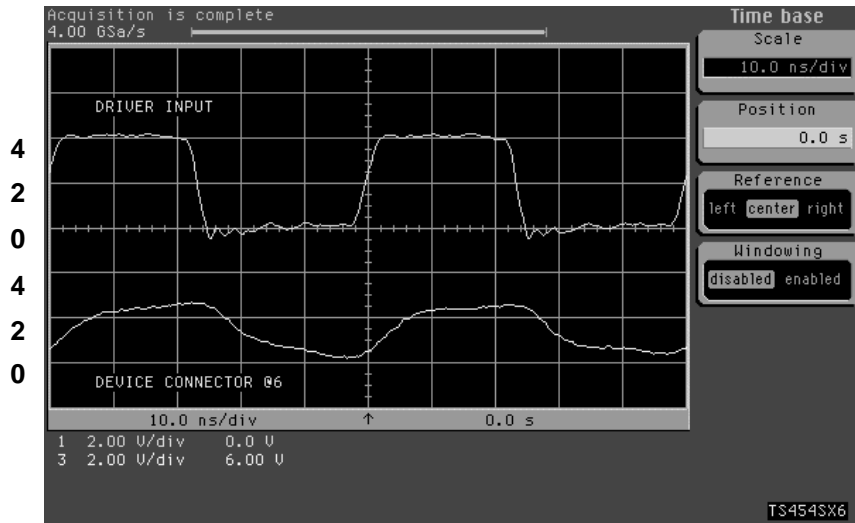 Acquisition is complete
4.00 GSa/s
DRIVER INPUT
4
2
0
4
2
0
DEVICE CONNECTOR @6
10.0 ns/div ↑ 0.0 s
1 2.00 V/div 0.0 V
3 2.00 V/div 6.00 V
Time base
Scale
10.0 ns/div
Position
0.0 s
Reference
left center right
Windowing
disabled enabled
TS454SX6